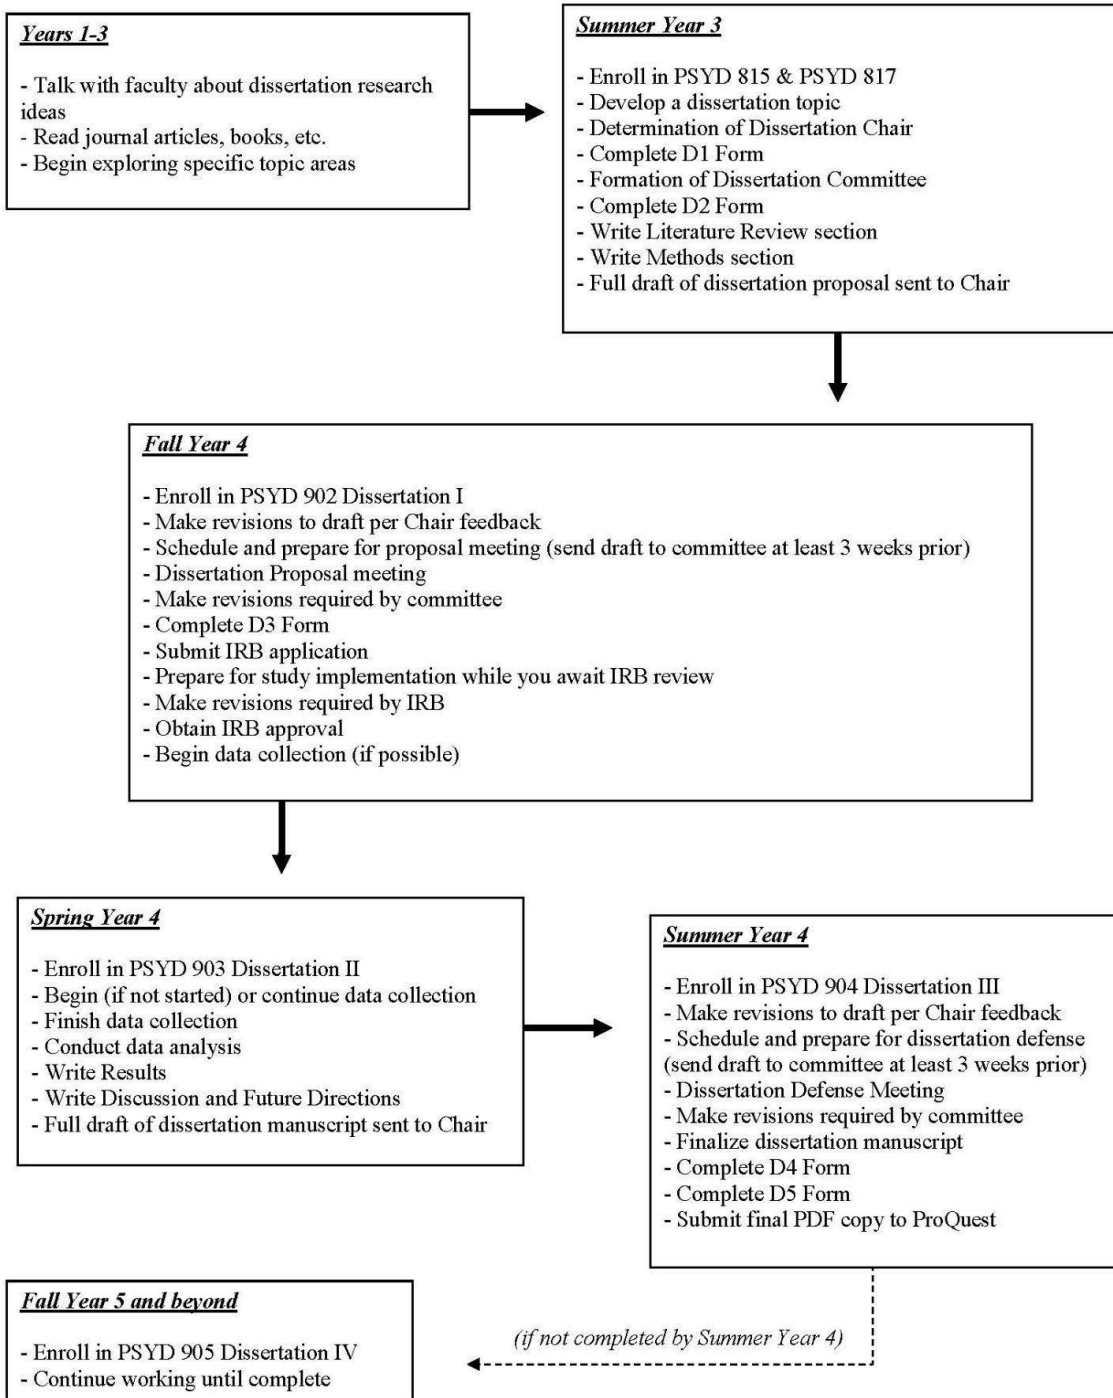 Years 1-3
- Talk with faculty about dissertation research
ideas
- Read journal articles, books, etc.
- Begin exploring specific topic areas
Summer Year 3
- Enroll in PSYD 815 & PSYD 817
- Develop a dissertation topic
- Determination of Dissertation Chair
- Complete D1 Form
- Formation of Dissertation Committee
- Complete D2 Form
- Write Literature Review section
- Write Methods section
- Full draft of dissertation proposal sent to Chair
Fall Year 4
- Enroll in PSYD 902 Dissertation I
- Make revisions to draft per Chair feedback
- Schedule and prepare for proposal meeting (send draft to committee at least 3 weeks prior)
- Dissertation Proposal meeting
- Make revisions required by committee
- Complete D3 Form
- Submit IRB application
- Prepare for study implementation while you await IRB review
- Make revisions required by IRB
- Obtain IRB approval
- Begin data collection (if possible)
Spring Year 4
- Enroll in PSYD 903 Dissertation II
- Begin (if not started) or continue data collection
- Finish data collection
- Conduct data analysis
- Write Results
- Write Discussion and Future Directions
- Full draft of dissertation manuscript sent to Chair
Summer Year 4
- Enroll in PSYD 904 Dissertation III
- Make revisions to draft per Chair feedback
- Schedule and prepare for dissertation defense
(send draft to committee at least 3 weeks prior)
- Dissertation Defense Meeting
- Make revisions required by committee
- Finalize dissertation manuscript
- Complete D4 Form
- Complete D5 Form
- Submit final PDF copy to ProQuest
(if not completed by Summer Year 4)
Fall Year 5 and beyond
- Enroll in PSYD 905 Dissertation IV
- Continue working until complete